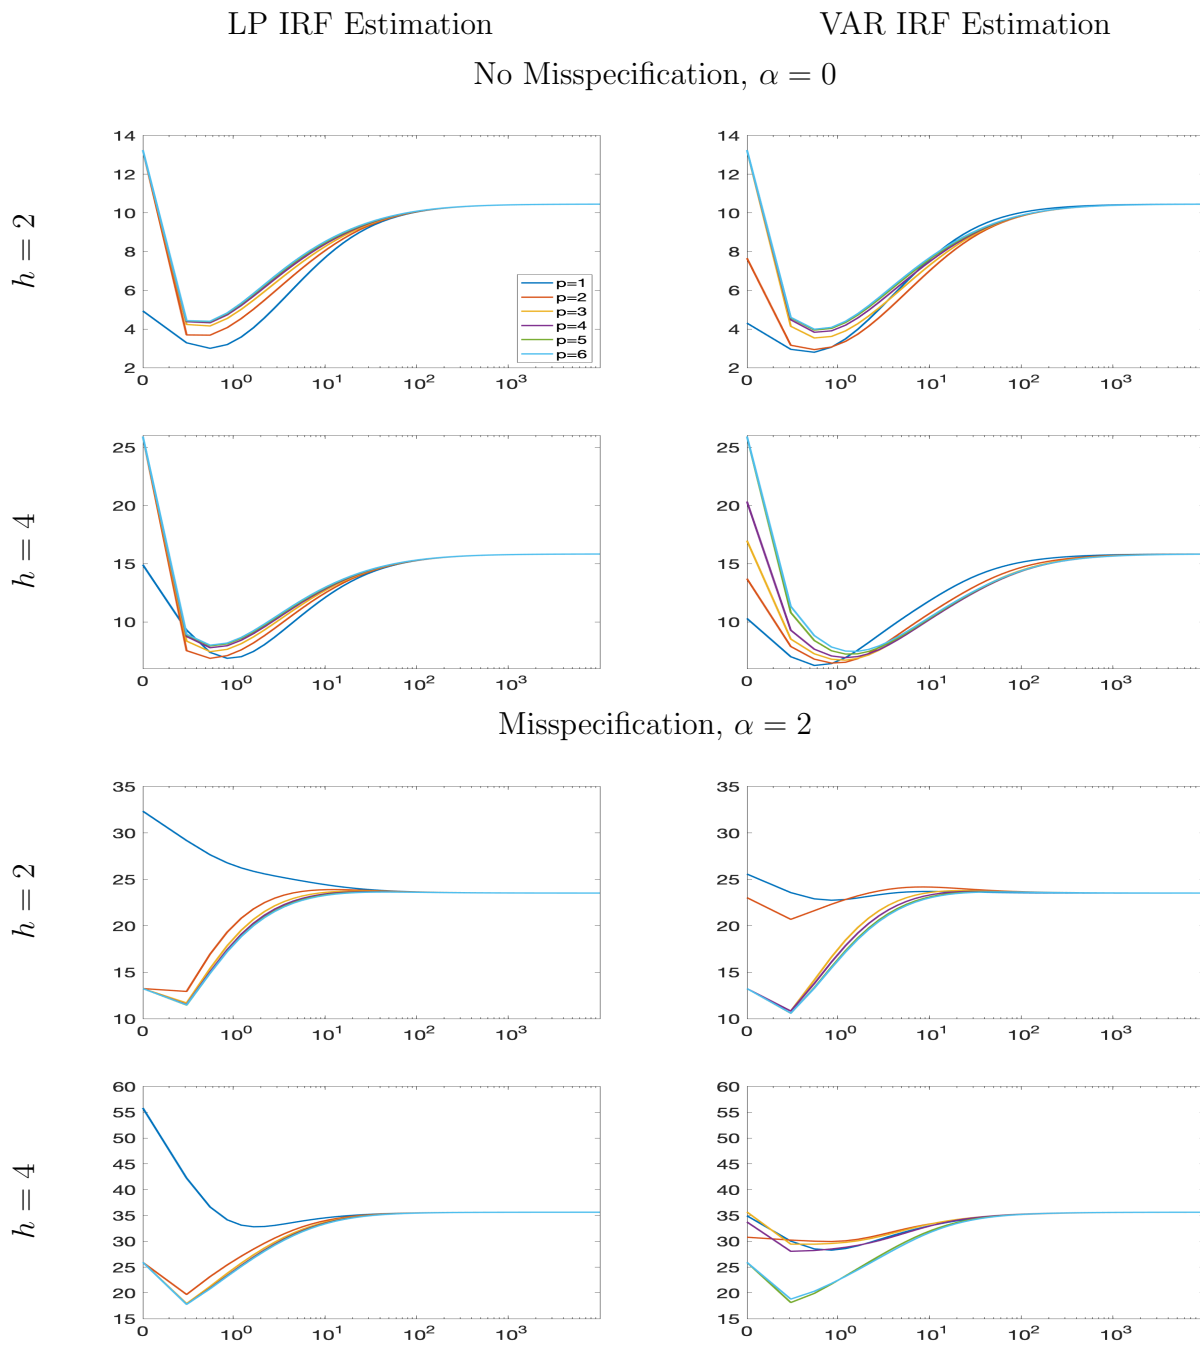 LP IRF Estimation VAR IRF Estimation
No Misspecification, α = 0
h = 2
14
12
10
8
6
4
2
0 10⁰ 10¹ 10² 10³
p=1
p=2
p=3
p=4
p=5
p=6
14
12
10
8
6
4
2
0 10⁰ 10¹ 10² 10³
h = 4
25
20
15
10
0 10⁰ 10¹ 10² 10³
25
20
15
10
0 10⁰ 10¹ 10² 10³
Misspecification, α = 2
h = 2
35
30
25
20
15
10
0 10⁰ 10¹ 10² 10³
35
30
25
20
15
10
0 10⁰ 10¹ 10² 10³
h = 4
60
55
50
45
40
35
30
25
20
15
0 10⁰ 10¹ 10² 10³
60
55
50
45
40
35
30
25
20
15
0 10⁰ 10¹ 10² 10³